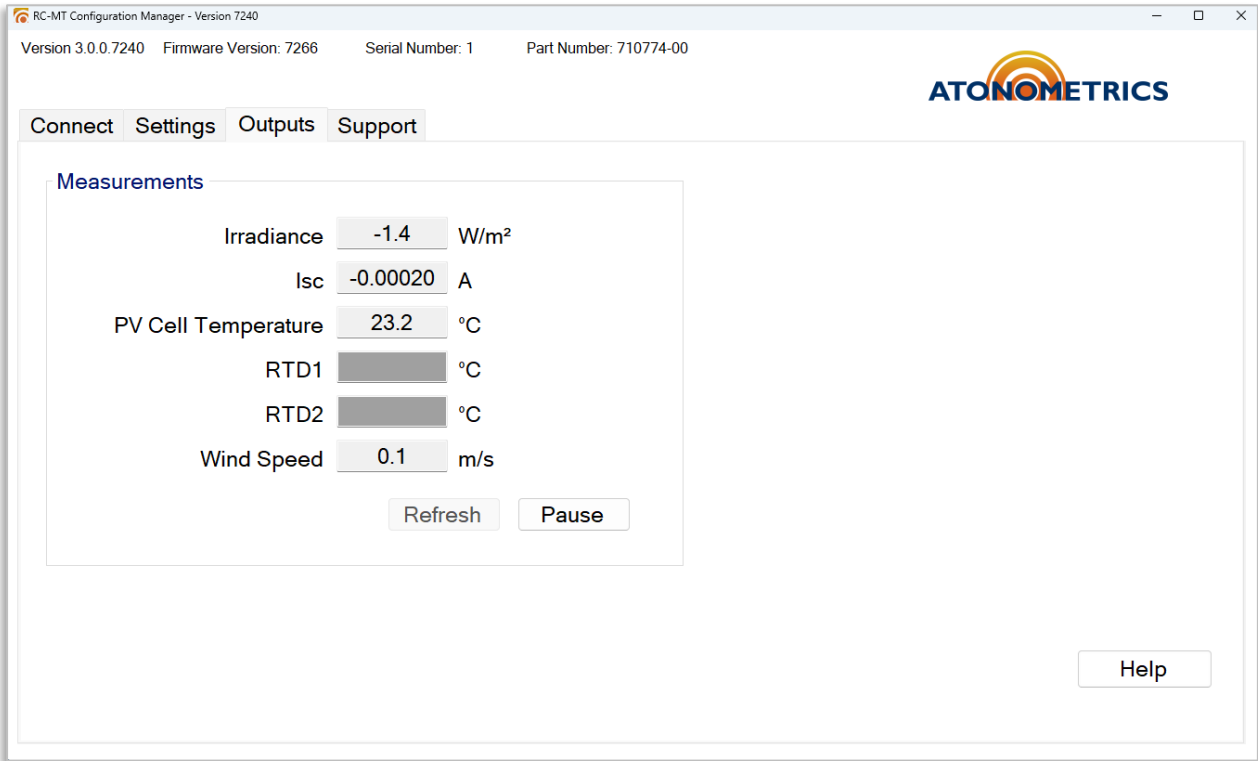 RC-MT Configuration Manager - Version 7240
Version 3.0.0.7240 Firmware Version: 7266 Serial Number: 1 Part Number: 710774-00
ATONOMETRICS
Connect Settings Outputs Support
Measurements
Irradiance -1.4 W/m²
Isc -0.00020 A
PV Cell Temperature 23.2 °C
RTD1 °C
RTD2 °C
Wind Speed 0.1 m/s
Refresh Pause
Help